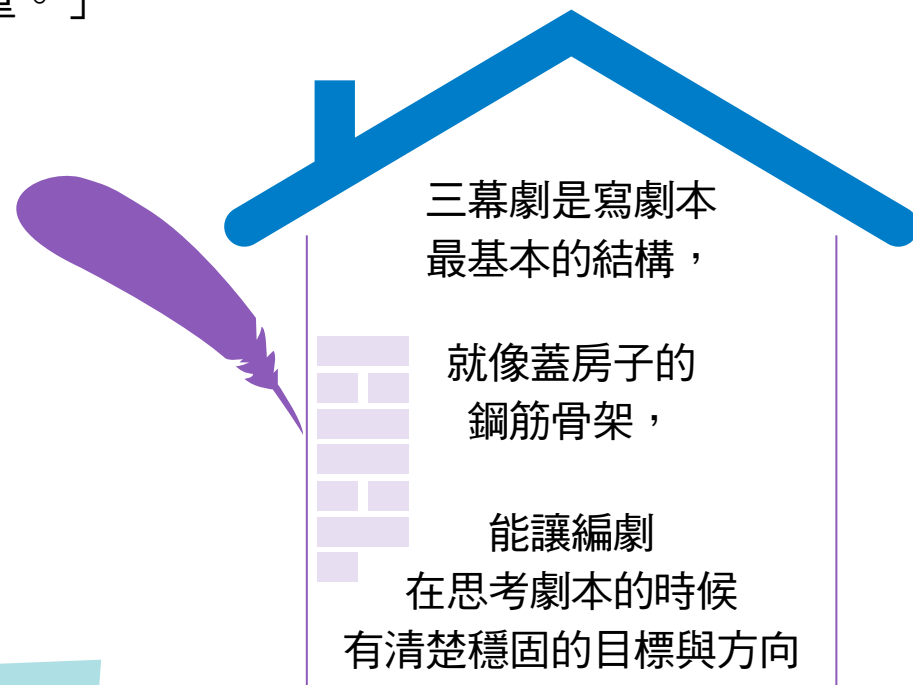 。」
三幕劇是寫劇本
最基本的結構，
就像蓋房子的
鋼筋骨架，
能讓編劇
在思考劇本的時候
有清楚穩固的目標與方向